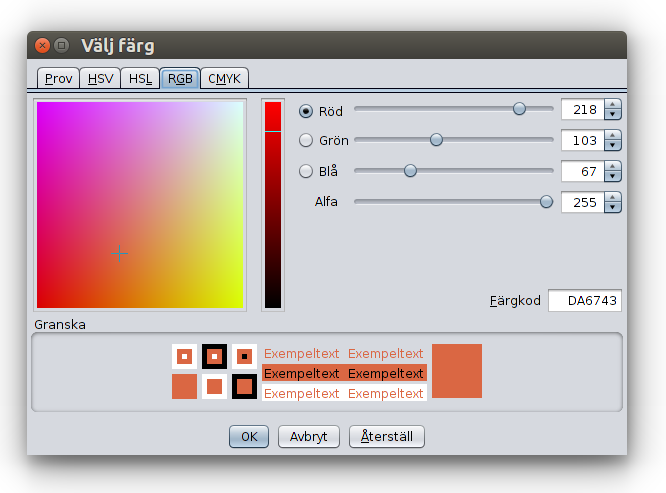 Välj färg
Prov HSV HSL RGB CMYK
Röd 218
Grön 103
Blå 67
Alfa 255
Färgkod DA6743
Granska
Exempeltext Exempeltext
Exempeltext Exempeltext
Exempeltext Exempeltext
OK Avbryt Återställ